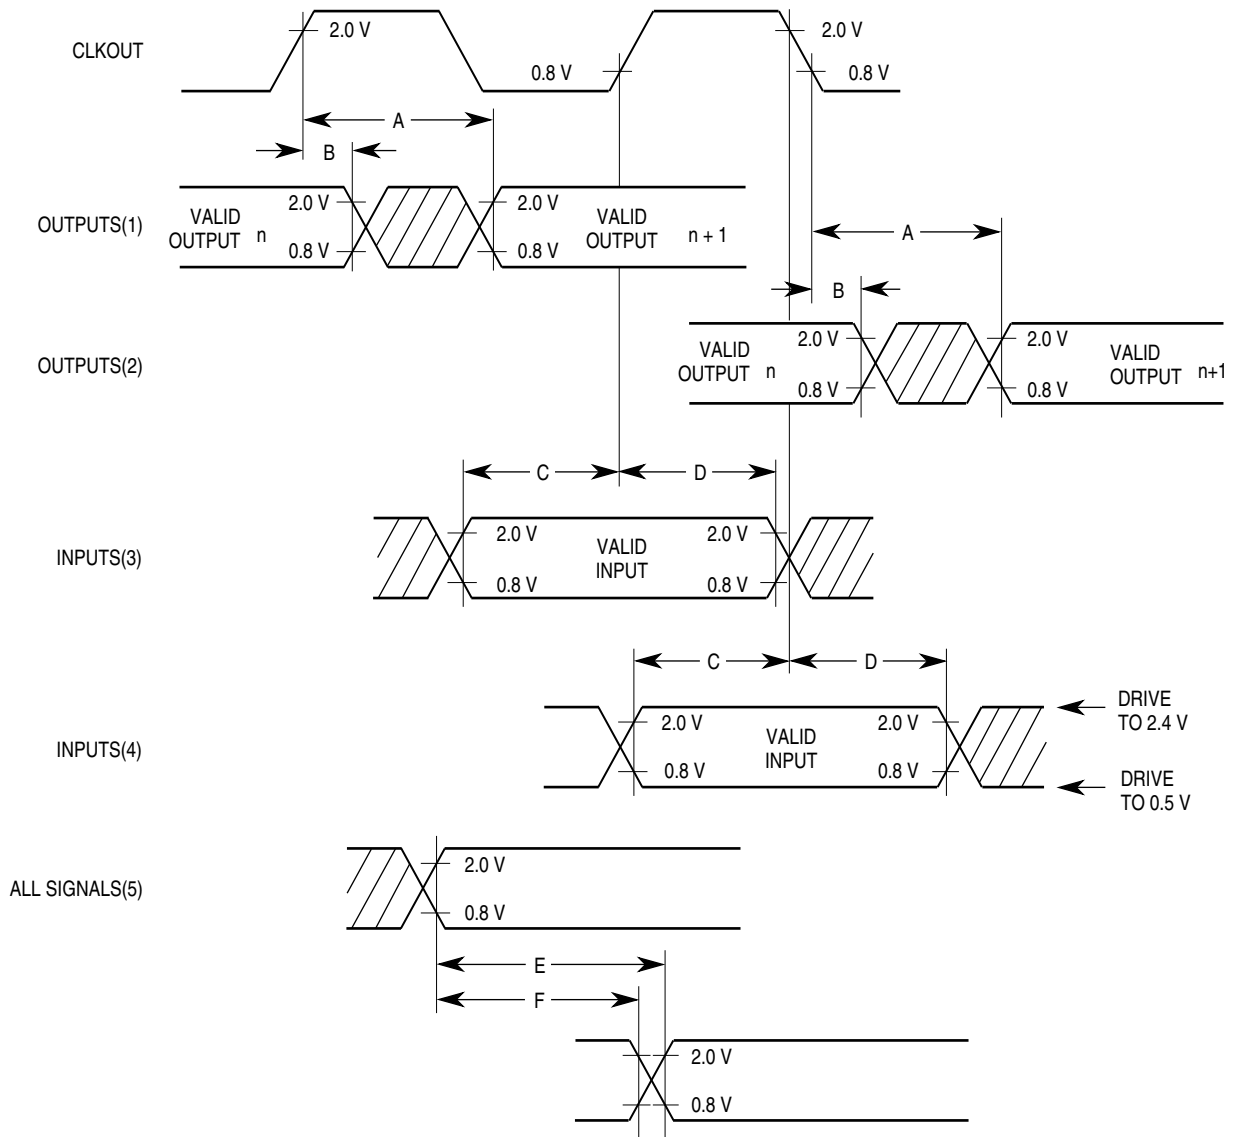 CLKOUT
2.0 V
0.8 V
2.0 V
0.8 V
A
B
OUTPUTS(1)
VALID
OUTPUT n
2.0 V
0.8 V
2.0 V
0.8 V
VALID
OUTPUT
n + 1
A
B
OUTPUTS(2)
VALID
OUTPUT n
2.0 V
0.8 V
2.0 V
0.8 V
VALID
OUTPUT
n+1
C
D
INPUTS(3)
2.0 V
0.8 V
VALID
INPUT
2.0 V
0.8 V
C
D
INPUTS(4)
2.0 V
0.8 V
VALID
INPUT
2.0 V
0.8 V
DRIVE
TO 2.4 V
DRIVE
TO 0.5 V
ALL SIGNALS(5)
2.0 V
0.8 V
E
F
2.0 V
0.8 V